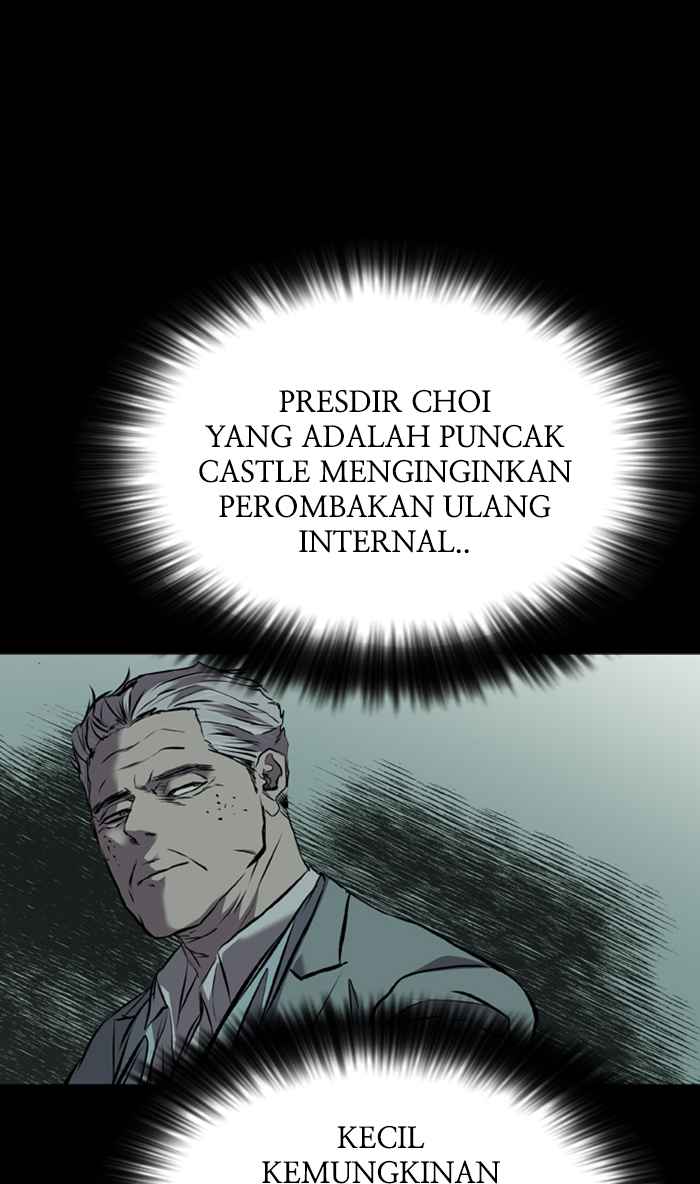 PRESDIR CHOI
YANG ADALAH PUNCAK
CASTLE MENGINGINKAN
PEROMBAKAN ULANG
INTERNAL..
KECIL
KEMUNGKINAN